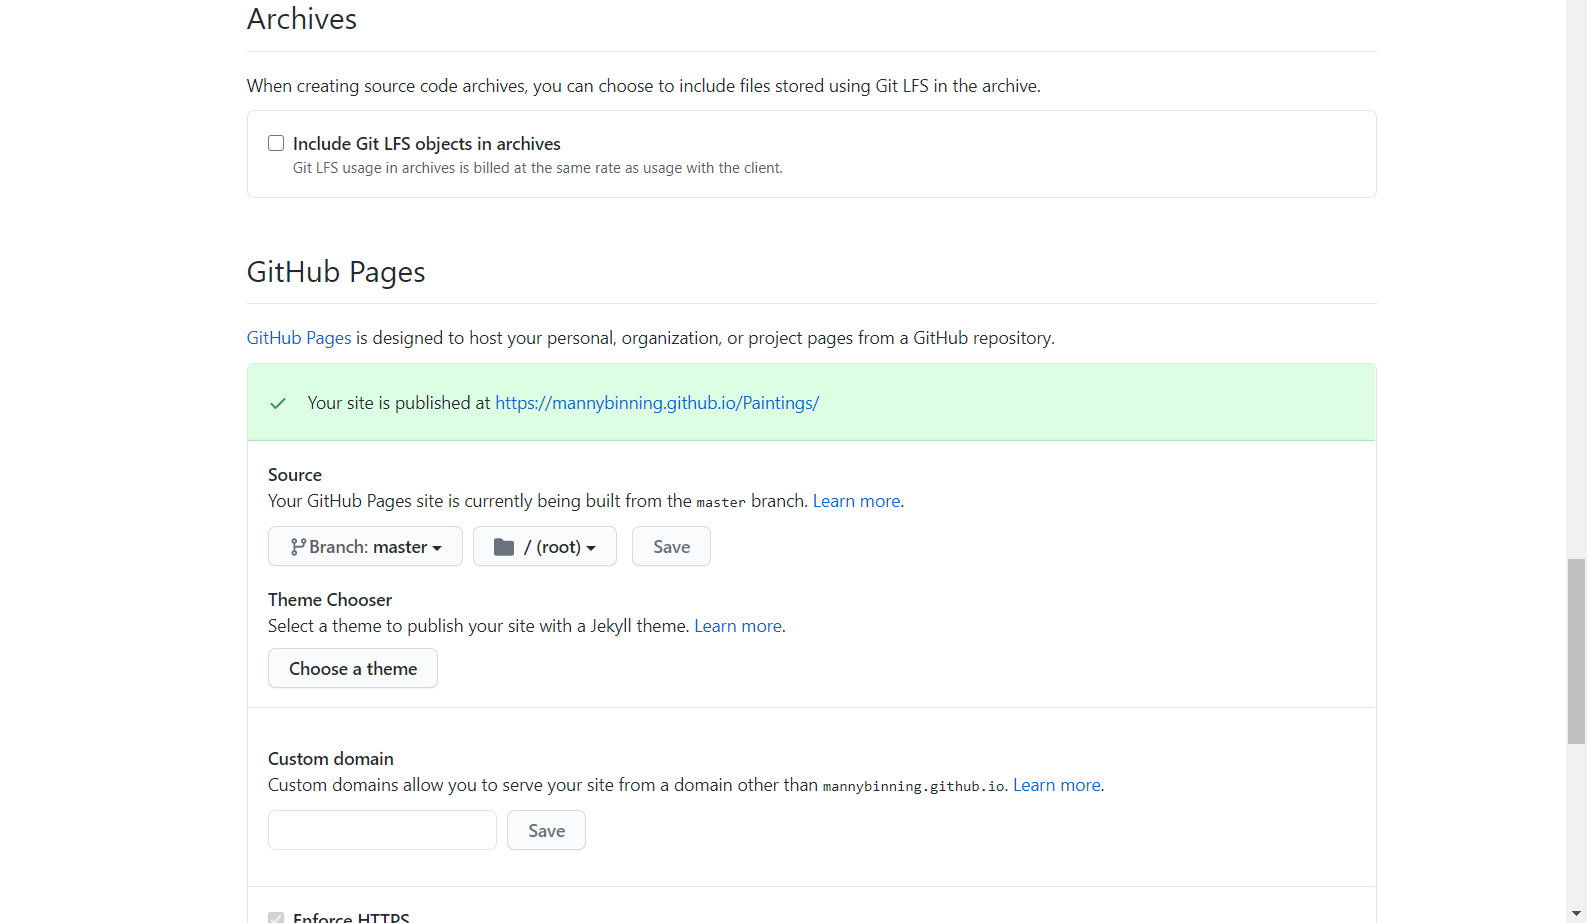 Archives
When creating source code archives, you can choose to include files stored using Git LFS in the archive.
Include Git LFS objects in archives
Git LFS usage in archives is billed at the same rate as usage with the client.
GitHub Pages
GitHub Pages is designed to host your personal, organization, or project pages from a GitHub repository.
Your site is published at https://mannybinning.github.io/Paintings/
Source
Your GitHub Pages site is currently being built from the master branch. Learn more.
Branch: master / (root) Save
Theme Chooser
Select a theme to publish your site with a Jekyll theme. Learn more.
Choose a theme
Custom domain
Custom domains allow you to serve your site from a domain other than mannybinning.github.io. Learn more.
Save
Enforce HTTPS